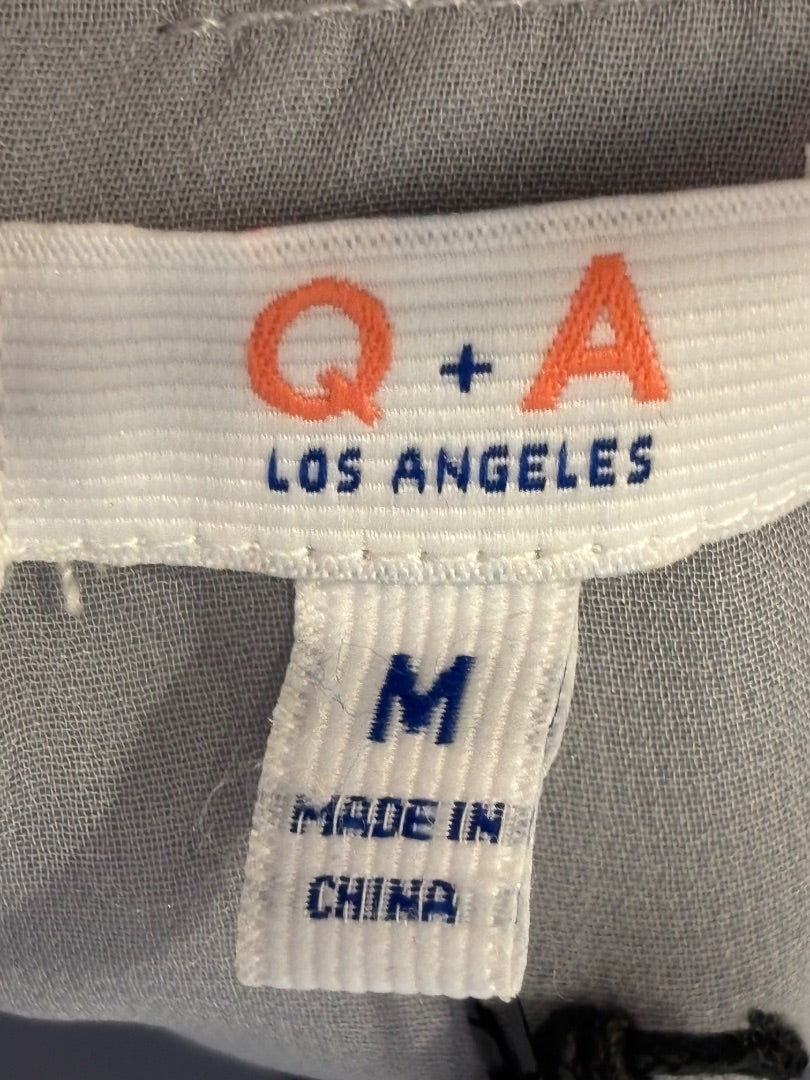 Q + A
LOS ANGELES
M
MADE IN
CHINA